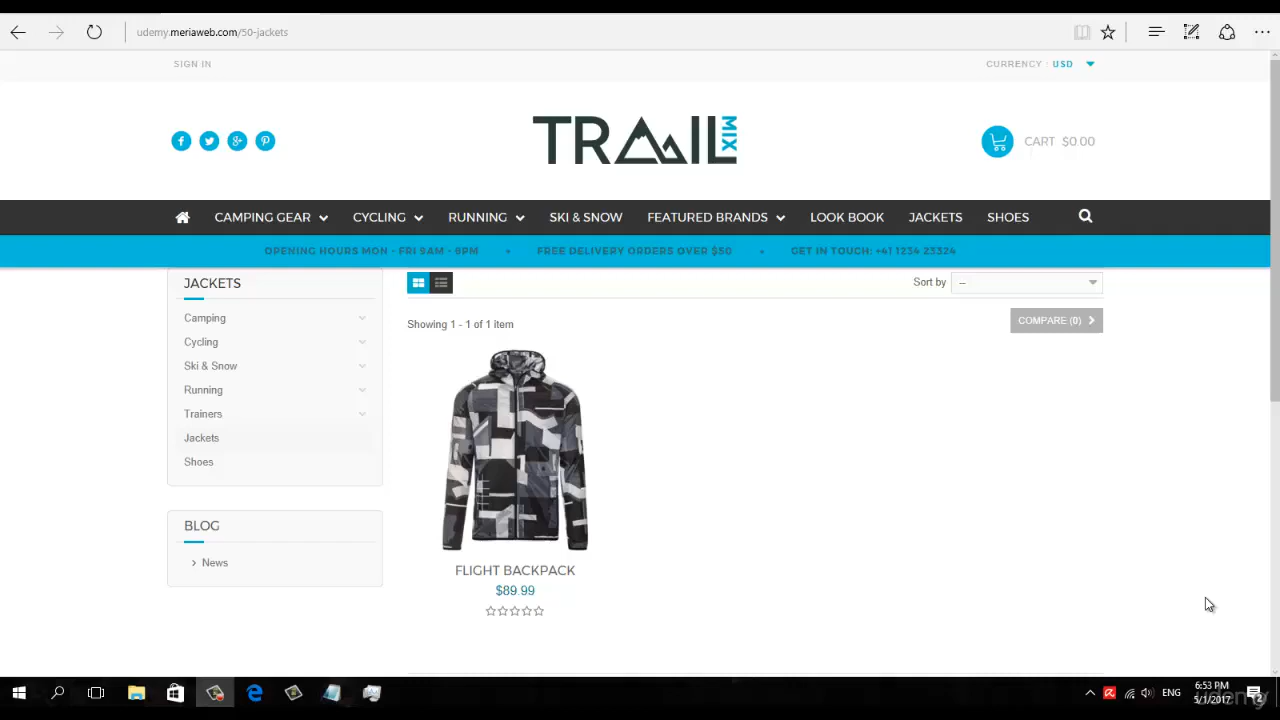 udemy.meriaweb.com/50-jackets
SIGN IN
CURRENCY : USD
TRAIL MIX
CART $0.00
CAMPING GEAR CYCLING RUNNING SKI & SNOW FEATURED BRANDS LOOK BOOK JACKETS SHOES
OPENING HOURS MON - FRI 9AM - 6PM • FREE DELIVERY ORDERS OVER $50 • GET IN TOUCH: +41 1234 23324
JACKETS
Camping
Cycling
Ski & Snow
Running
Trainers
Jackets
Shoes
BLOG
› News
Sort by --
Showing 1 - 1 of 1 item
COMPARE (0)
FLIGHT BACKPACK
$89.99
ENG
6:53 PM
5/1/2017
udemy